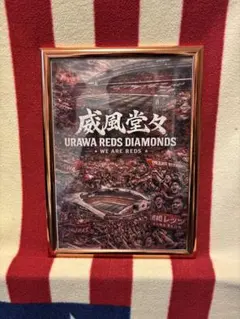 威風堂々
URAWA REDS DIAMONDS
• WE ARE REDS •